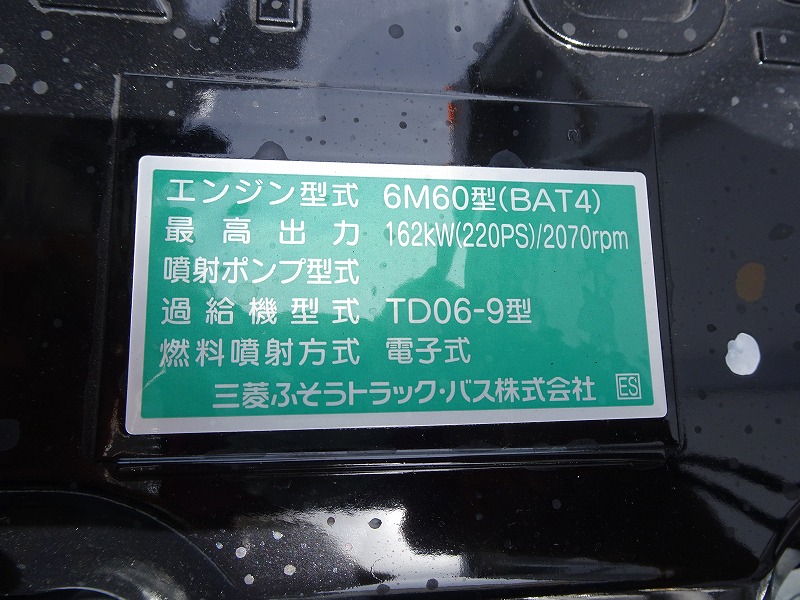 エンジン型式 6M60型(BAT4)
最高出力 162kW(220PS)/2070rpm
噴射ポンプ型式
過給機型式 TD06-9型
燃料噴射方式 電子式
三菱ふそうトラック・バス株式会社 ES